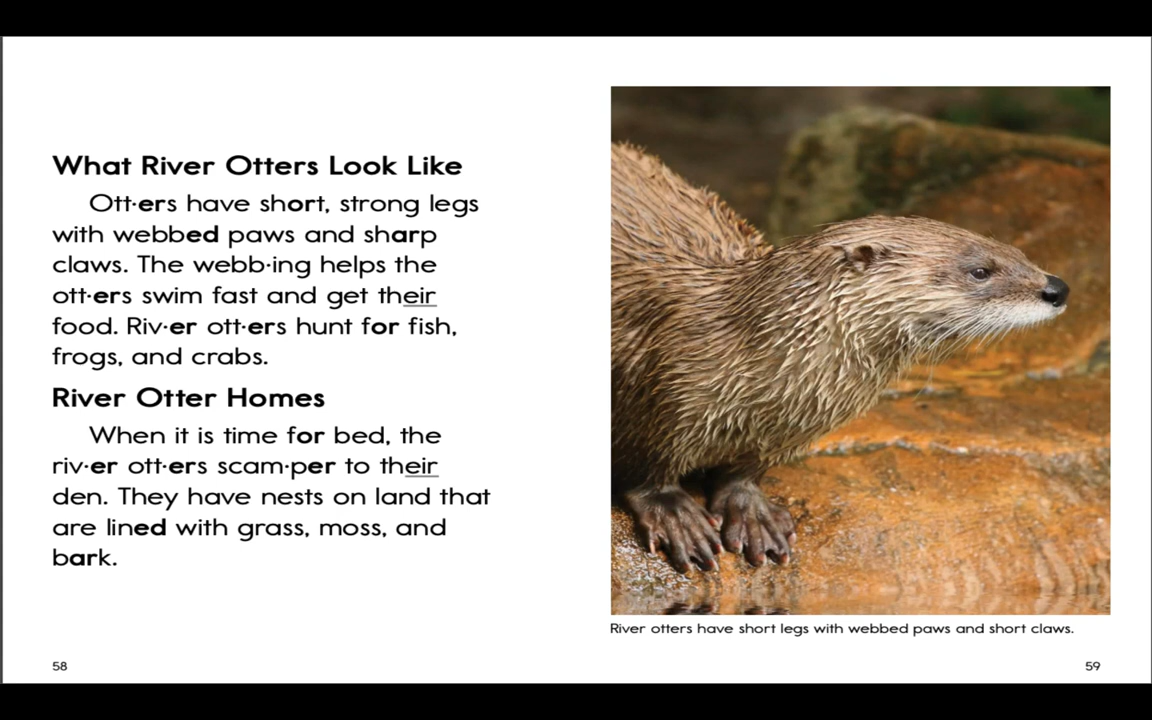 What River Otters Look Like
Ott·ers have short, strong legs
with webbed paws and sharp
claws. The webb·ing helps the
ott·ers swim fast and get their
food. Riv·er ott·ers hunt for fish,
frogs, and crabs.
River Otter Homes
When it is time for bed, the
riv·er ott·ers scam·per to their
den. They have nests on land that
are lined with grass, moss, and
bark.
58
River otters have short legs with webbed paws and short claws.
59